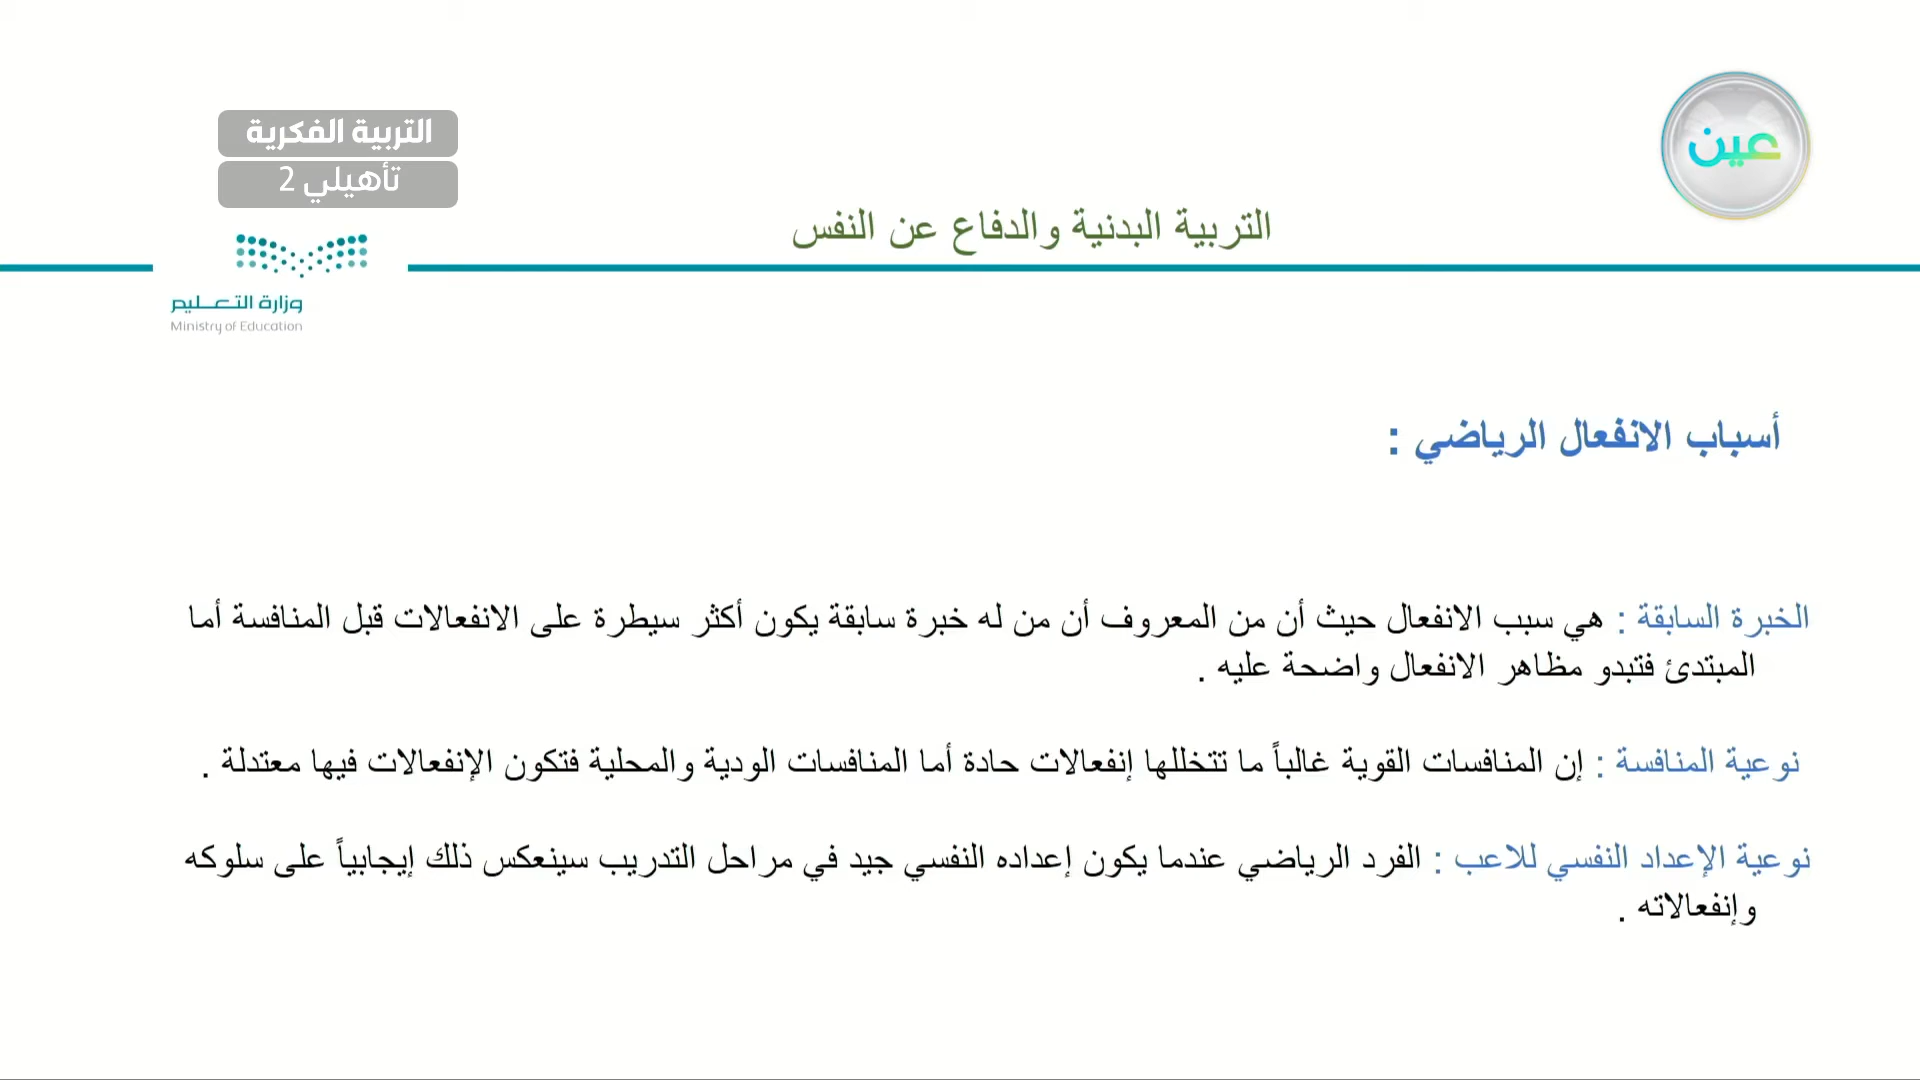 عين
التربية الفكرية
تأهيلي 2
التربية البدنية والدفاع عن النفس
وزارة التعليم
Ministry of Education
أسباب الانفعال الرياضي :
الخبرة السابقة : هي سبب الانفعال حيث أن من المعروف أن من له خبرة سابقة يكون أكثر سيطرة على الانفعالات قبل المنافسة أما
المبتدئ فتبدو مظاهر الانفعال واضحة عليه .
نوعية المنافسة : إن المنافسات القوية غالباً ما تتخللها إنفعالات حادة أما المنافسات الودية والمحلية فتكون الإنفعالات فيها معتدلة .
نوعية الإعداد النفسي للاعب : الفرد الرياضي عندما يكون إعداده النفسي جيد في مراحل التدريب سينعكس ذلك إيجابياً على سلوكه
وإنفعالاته .